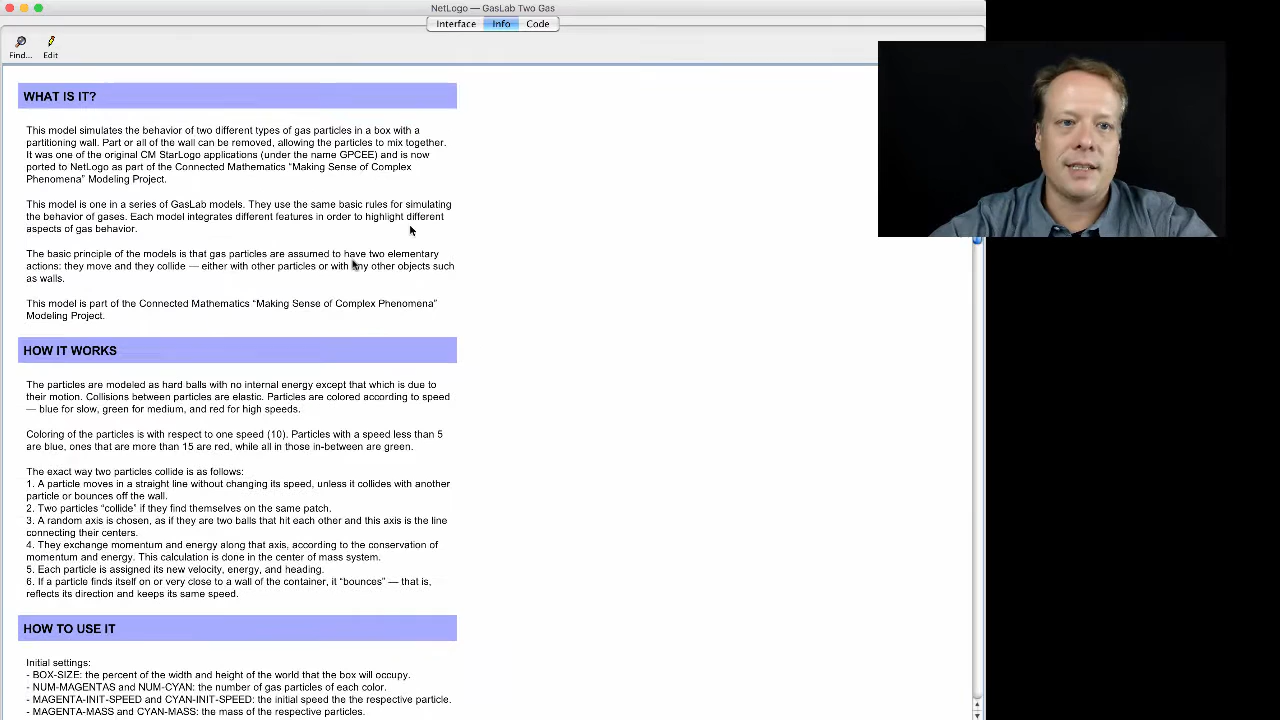 NetLogo — GasLab Two Gas
Interface Info Code
Find... Edit
WHAT IS IT?
This model simulates the behavior of two different types of gas particles in a box with a
partitioning wall. Part or all of the wall can be removed, allowing the particles to mix together.
It was one of the original CM StarLogo applications (under the name GPCEE) and is now
ported to NetLogo as part of the Connected Mathematics “Making Sense of Complex
Phenomena” Modeling Project.
This model is one in a series of GasLab models. They use the same basic rules for simulating
the behavior of gases. Each model integrates different features in order to highlight different
aspects of gas behavior.
The basic principle of the models is that gas particles are assumed to have two elementary
actions: they move and they collide — either with other particles or with any other objects such
as walls.
This model is part of the Connected Mathematics “Making Sense of Complex Phenomena”
Modeling Project.
HOW IT WORKS
The particles are modeled as hard balls with no internal energy except that which is due to
their motion. Collisions between particles are elastic. Particles are colored according to speed
— blue for slow, green for medium, and red for high speeds.
Coloring of the particles is with respect to one speed (10). Particles with a speed less than 5
are blue, ones that are more than 15 are red, while all in those in-between are green.
The exact way two particles collide is as follows:
1. A particle moves in a straight line without changing its speed, unless it collides with another
particle or bounces off the wall.
2. Two particles “collide” if they find themselves on the same patch.
3. A random axis is chosen, as if they are two balls that hit each other and this axis is the line
connecting their centers.
4. They exchange momentum and energy along that axis, according to the conservation of
momentum and energy. This calculation is done in the center of mass system.
5. Each particle is assigned its new velocity, energy, and heading.
6. If a particle finds itself on or very close to a wall of the container, it “bounces” — that is,
reflects its direction and keeps its same speed.
HOW TO USE IT
Initial settings:
- BOX-SIZE: the percent of the width and height of the world that the box will occupy.
- NUM-MAGENTAS and NUM-CYAN: the number of gas particles of each color.
- MAGENTA-INIT-SPEED and CYAN-INIT-SPEED: the initial speed the the respective particle.
- MAGENTA-MASS and CYAN-MASS: the mass of the respective particles.